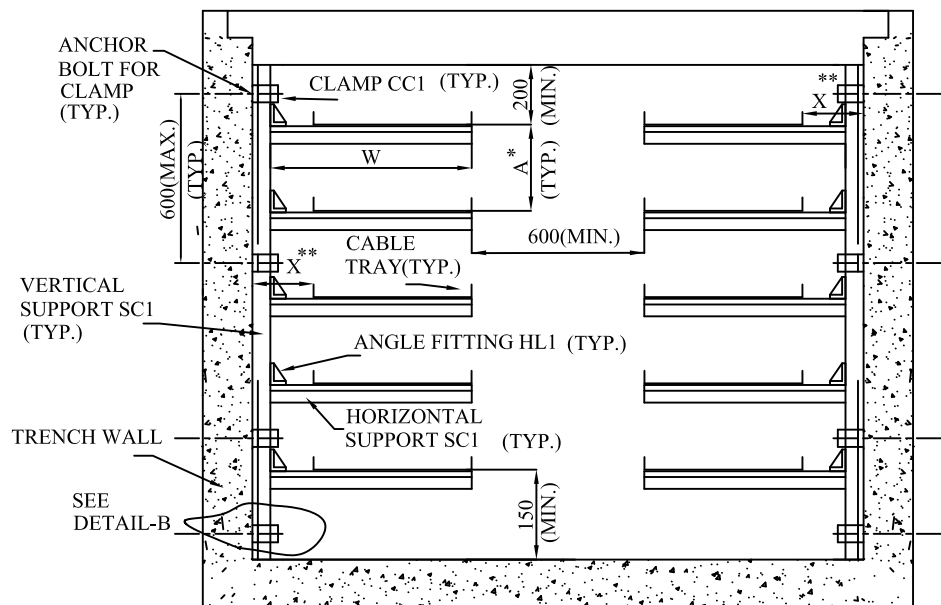 ANCHOR
BOLT FOR
CLAMP
(TYP.)
CLAMP CC1 (TYP.)
200
(MIN.)
**
X
600(MAX.)
(TYP.)
W
A*
(TYP.)
600(MIN.)
CABLE
TRAY(TYP.)
X**
VERTICAL
SUPPORT SC1
(TYP.)
ANGLE FITTING HL1 (TYP.)
HORIZONTAL
SUPPORT SC1 (TYP.)
TRENCH WALL
SEE
DETAIL-B
150
(MIN.)